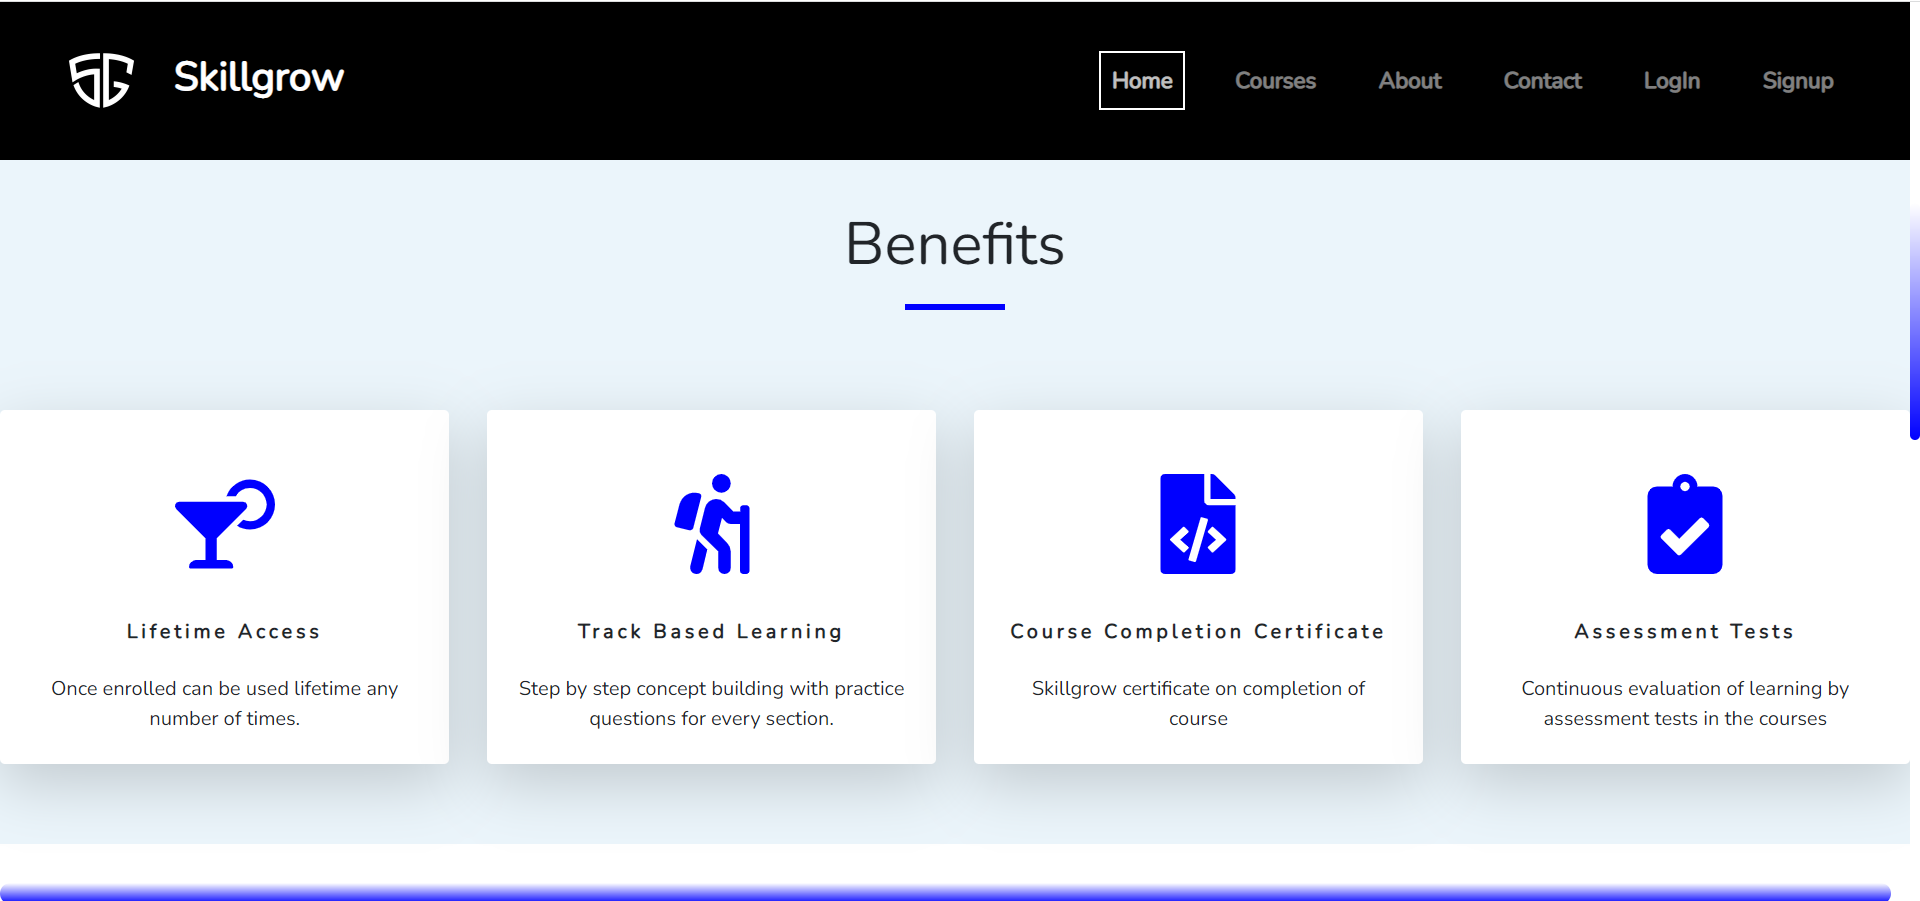 SG Skillgrow Home Courses About Contact LogIn Signup
Benefits
Lifetime Access
Once enrolled can be used lifetime any
number of times.
Track Based Learning
Step by step concept building with practice
questions for every section.
</>
Course Completion Certificate
Skillgrow certificate on completion of
course
Assessment Tests
Continuous evaluation of learning by
assessment tests in the courses